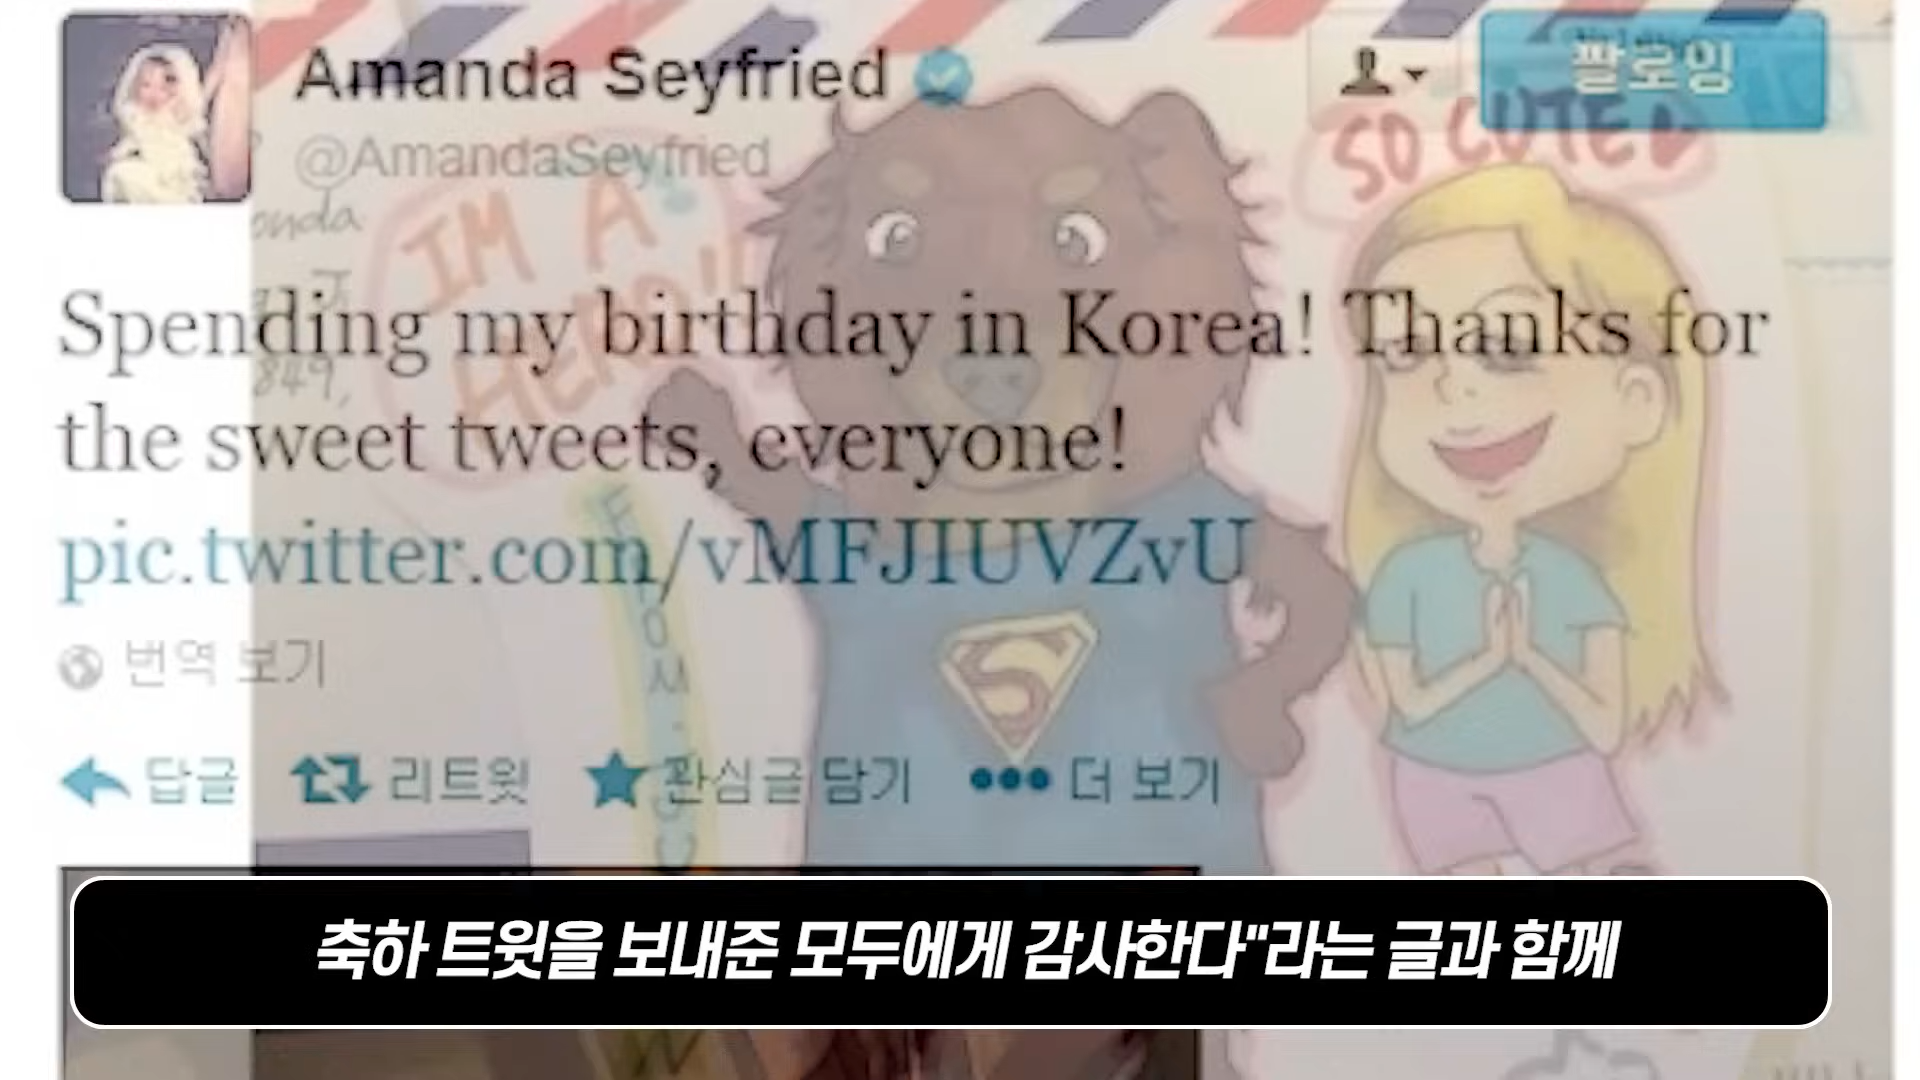 Amanda Seyfried
팔로잉
@AmandaSeyfried
SO CUTE
onda
I'M A
HERO!!
Spending my birthday in Korea! Thanks for
849,
the sweet tweets, everyone!
pic.twitter.com/vMFJIUVZvU
번역 보기
답글 리트윗 관심글 담기 더 보기
축하 트윗을 보내준 모두에게 감사한다"라는 글과 함께